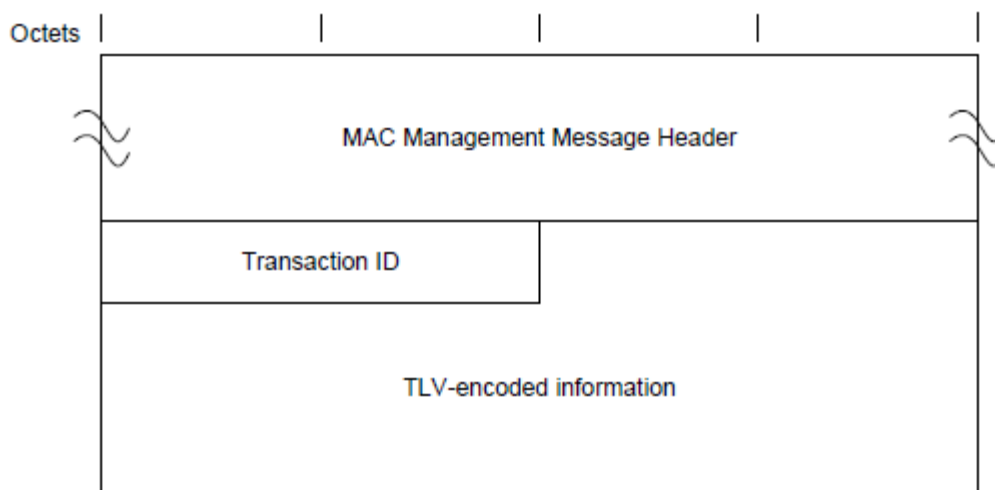 Octets
MAC Management Message Header
Transaction ID
TLV-encoded information